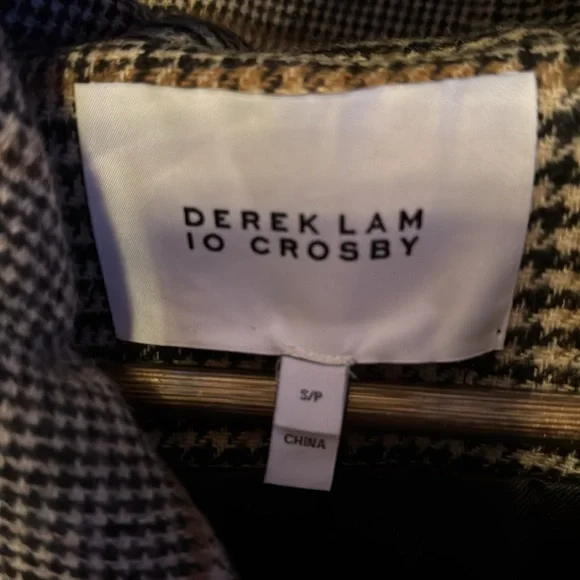 DEREK LAM
10 CROSBY
S/P
CHINA